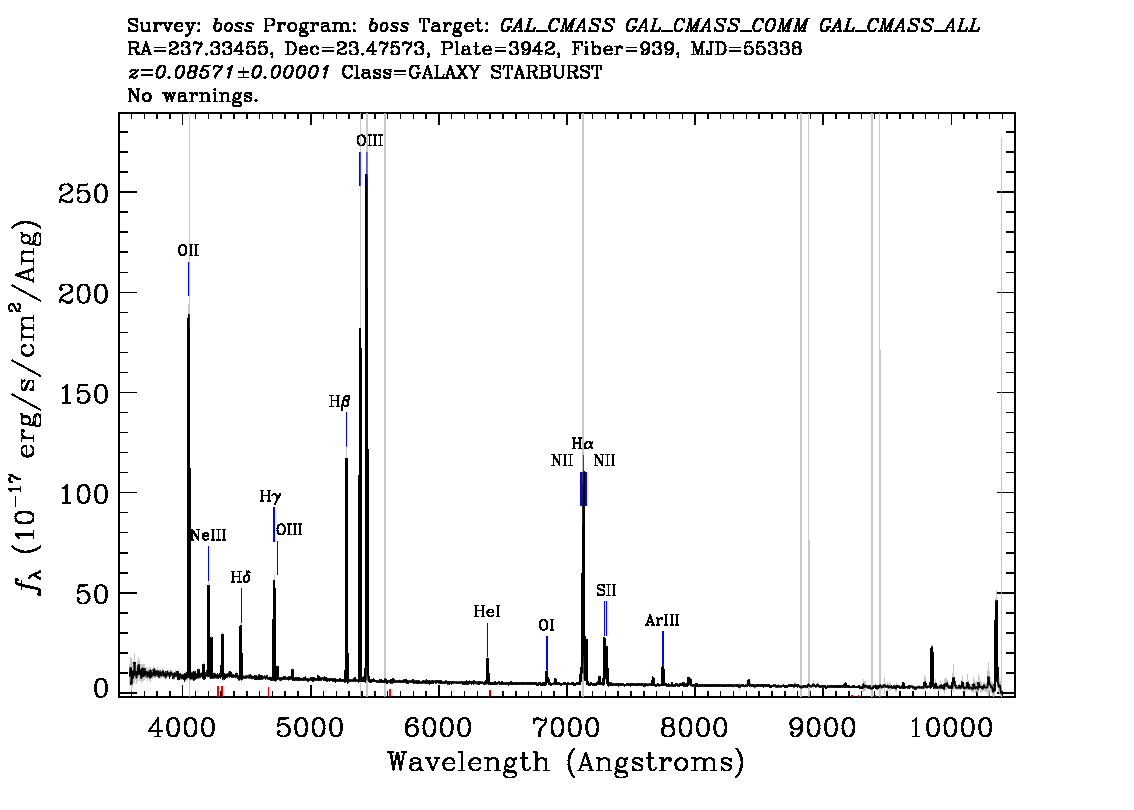 Survey: boss Program: boss Target: GAL_CMASS GAL_CMASS_COMM GAL_CMASS_ALL
RA=237.33455, Dec=23.47573, Plate=3942, Fiber=939, MJD=55338
z=0.08571±0.00001 Class=GALAXY STARBURST
No warnings.
OIII
250
OII
200
Hβ
150
Hα
NII NII
Hγ
100
OIII
NeIII
Hδ
SII
50
HeI
ArIII
OI
0
4000 5000 6000 7000 8000 9000 10000
Wavelength (Angstroms)
f_λ (10^−17 erg/s/cm^2/Ang)